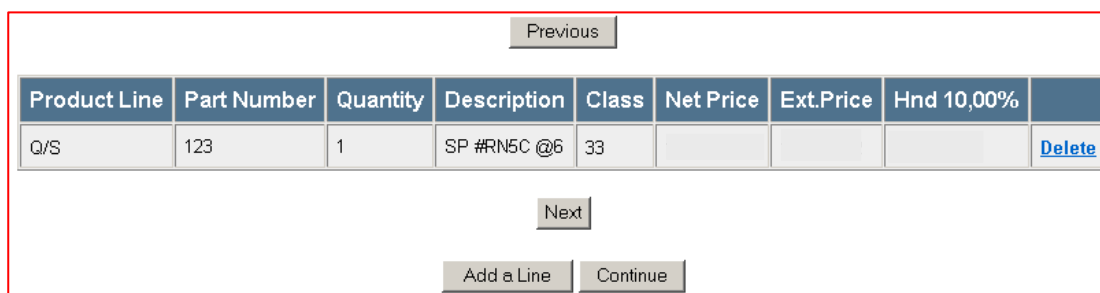 Previous
Product Line Part Number Quantity Description Class Net Price Ext.Price Hnd 10,00%
Q/S 123 1 SP #RN5C @6 33 Delete
Next
Add a Line Continue